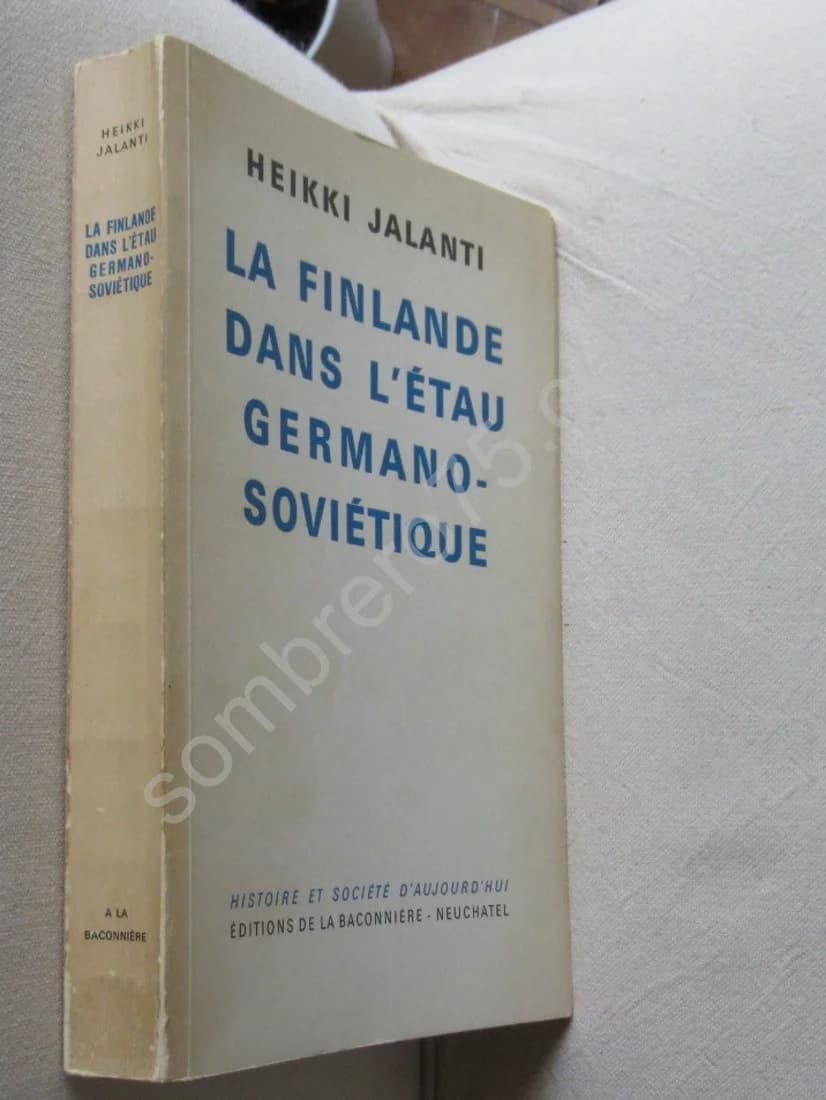 HEIKKI
JALANTI
LA FINLANDE
DANS L'ÉTAU
GERMANO-
SOVIÉTIQUE
A LA
BACONNIÈRE
HEIKKI JALANTI
LA FINLANDE
DANS L'ÉTAU
GERMANO-
SOVIÉTIQUE
HISTOIRE ET SOCIÉTÉ D'AUJOURD'HUI
ÉDITIONS DE LA BACONNIÈRE - NEUCHATEL